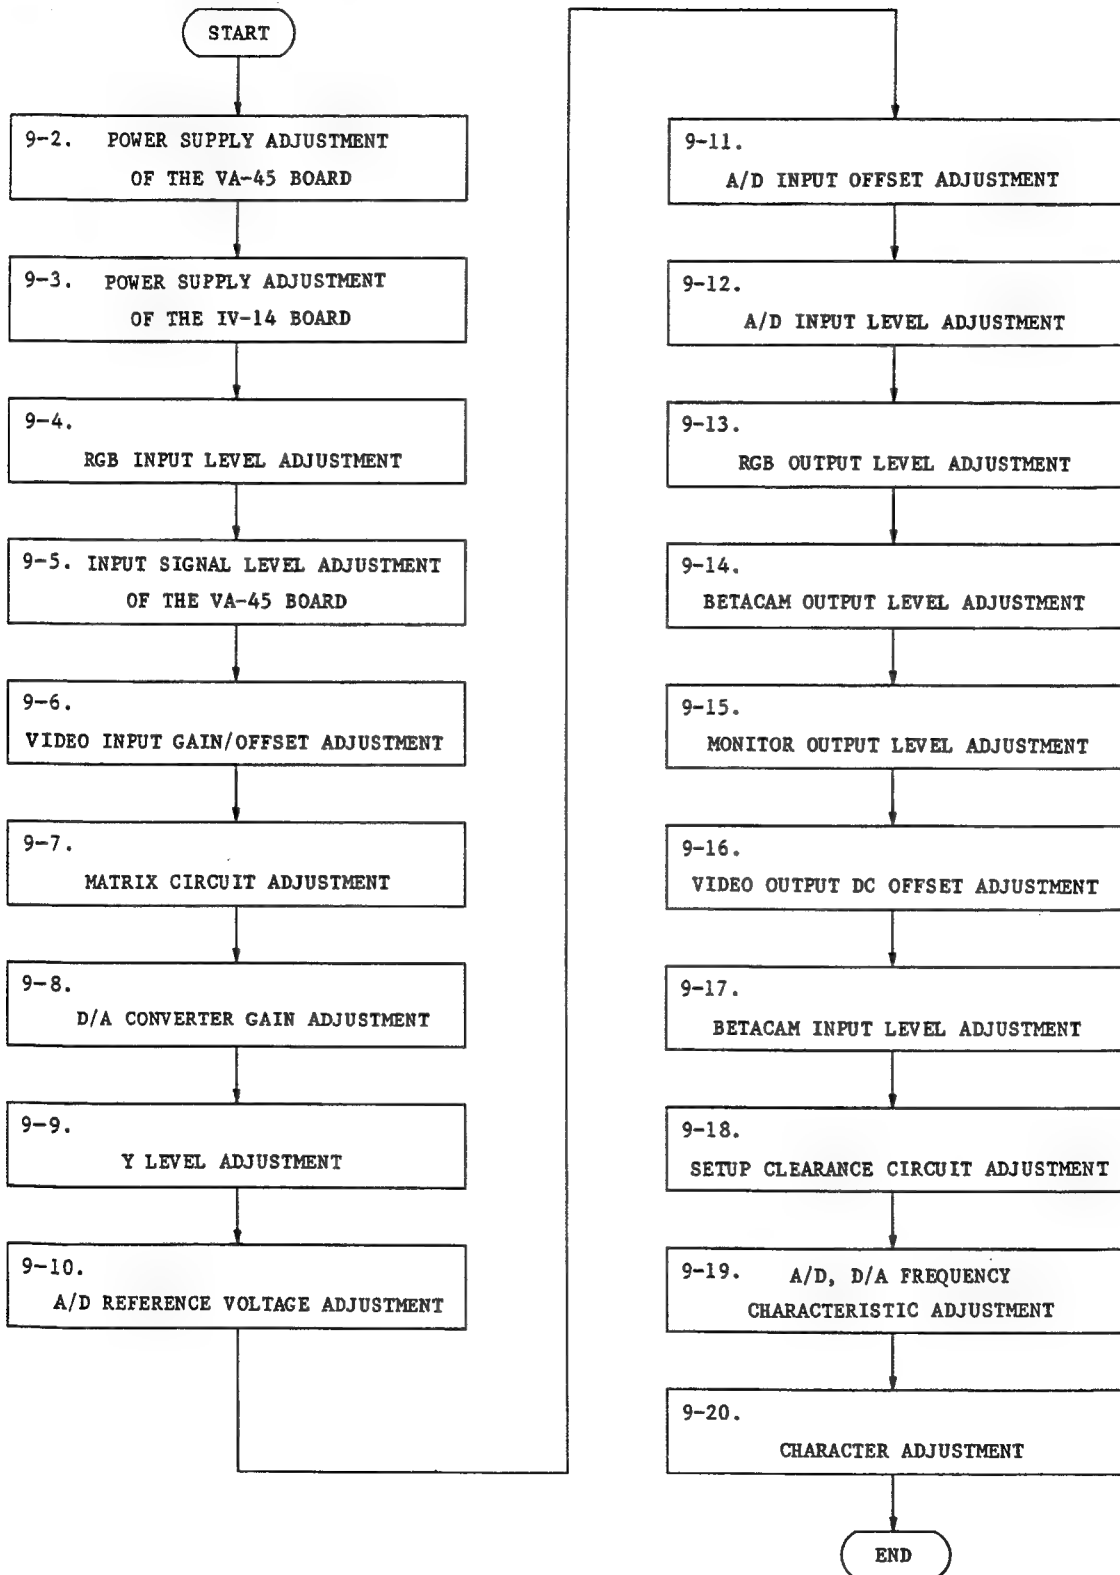 START
9-2. POWER SUPPLY ADJUSTMENT
OF THE VA-45 BOARD
9-3. POWER SUPPLY ADJUSTMENT
OF THE IV-14 BOARD
9-4.
RGB INPUT LEVEL ADJUSTMENT
9-5. INPUT SIGNAL LEVEL ADJUSTMENT
OF THE VA-45 BOARD
9-6.
VIDEO INPUT GAIN/OFFSET ADJUSTMENT
9-7.
MATRIX CIRCUIT ADJUSTMENT
9-8.
D/A CONVERTER GAIN ADJUSTMENT
9-9.
Y LEVEL ADJUSTMENT
9-10.
A/D REFERENCE VOLTAGE ADJUSTMENT
9-11.
A/D INPUT OFFSET ADJUSTMENT
9-12.
A/D INPUT LEVEL ADJUSTMENT
9-13.
RGB OUTPUT LEVEL ADJUSTMENT
9-14.
BETACAM OUTPUT LEVEL ADJUSTMENT
9-15.
MONITOR OUTPUT LEVEL ADJUSTMENT
9-16.
VIDEO OUTPUT DC OFFSET ADJUSTMENT
9-17.
BETACAM INPUT LEVEL ADJUSTMENT
9-18.
SETUP CLEARANCE CIRCUIT ADJUSTMENT
9-19. A/D, D/A FREQUENCY
CHARACTERISTIC ADJUSTMENT
9-20.
CHARACTER ADJUSTMENT
END